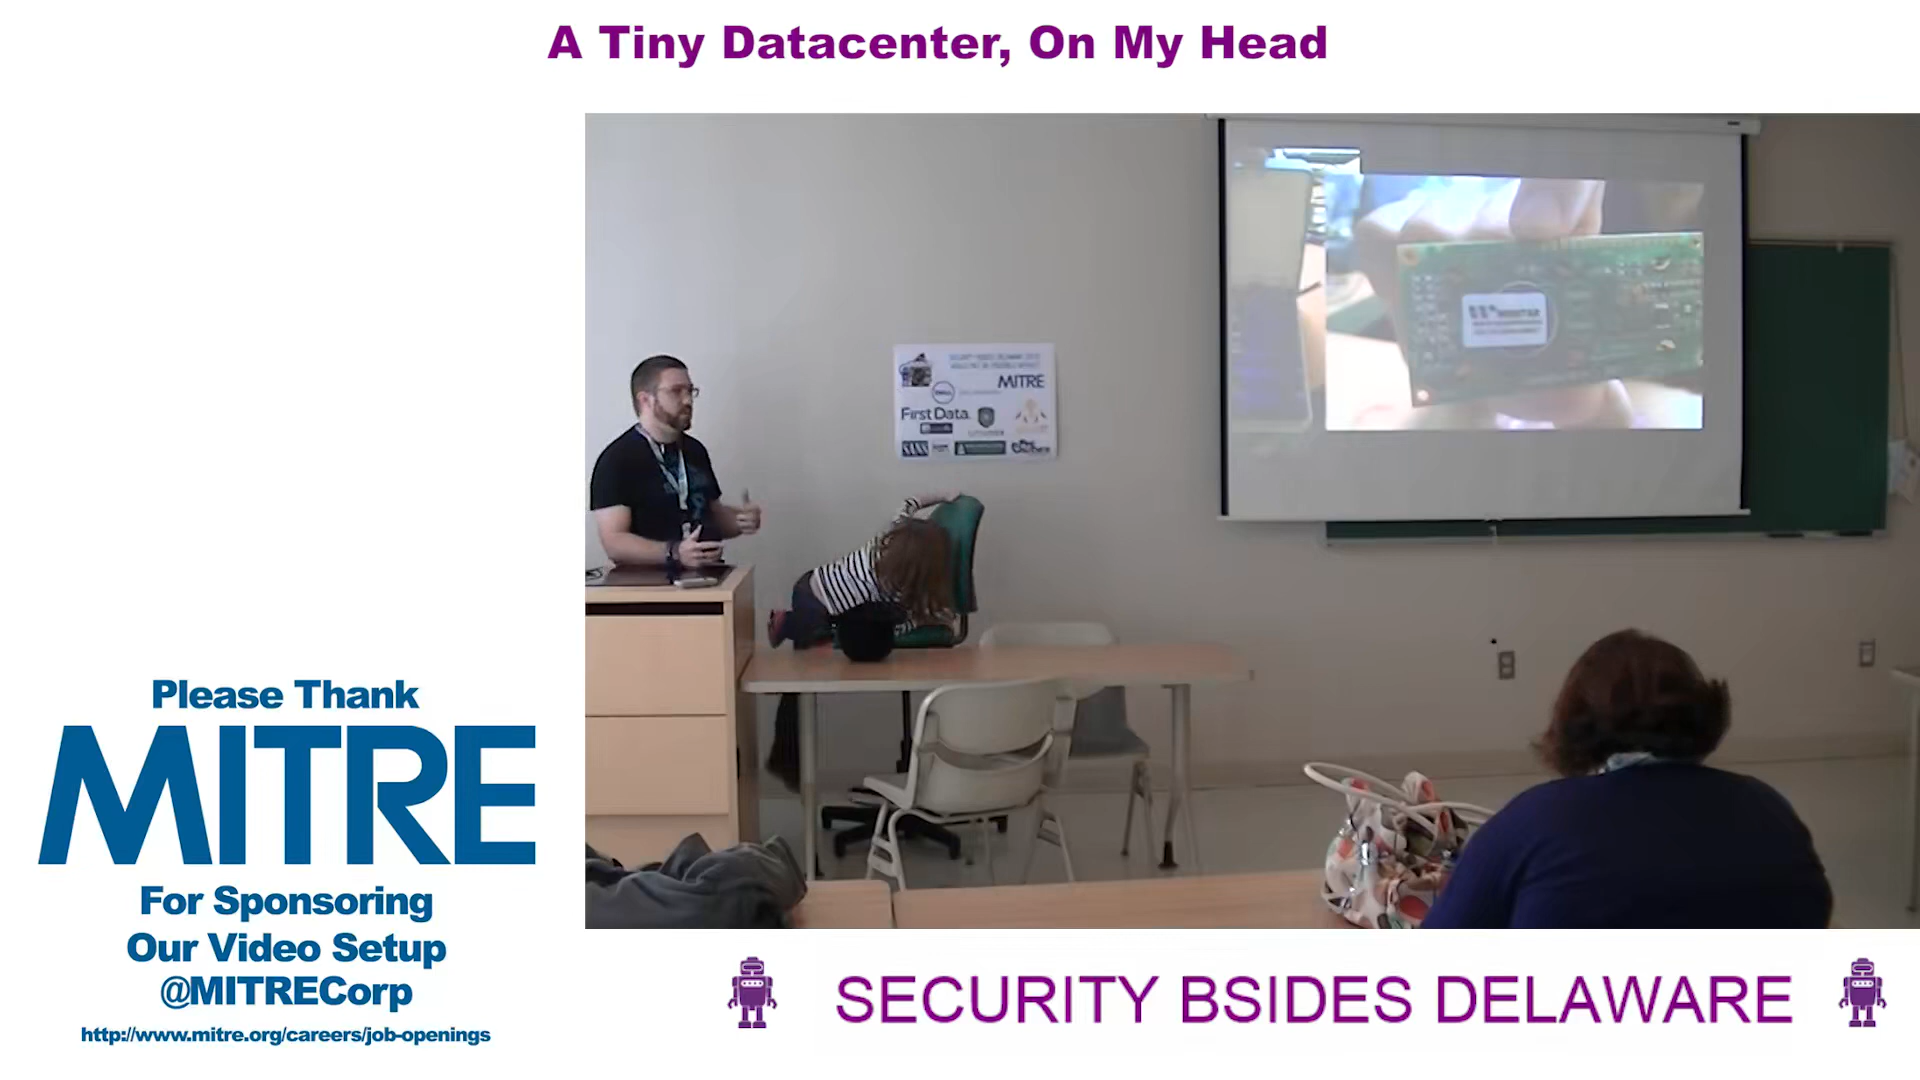 A Tiny Datacenter, On My Head
MITRE
DELL
First Data
Please Thank
MITRE
For Sponsoring
Our Video Setup
@MITRECorp
http://www.mitre.org/careers/job-openings
SECURITY BSIDES DELAWARE